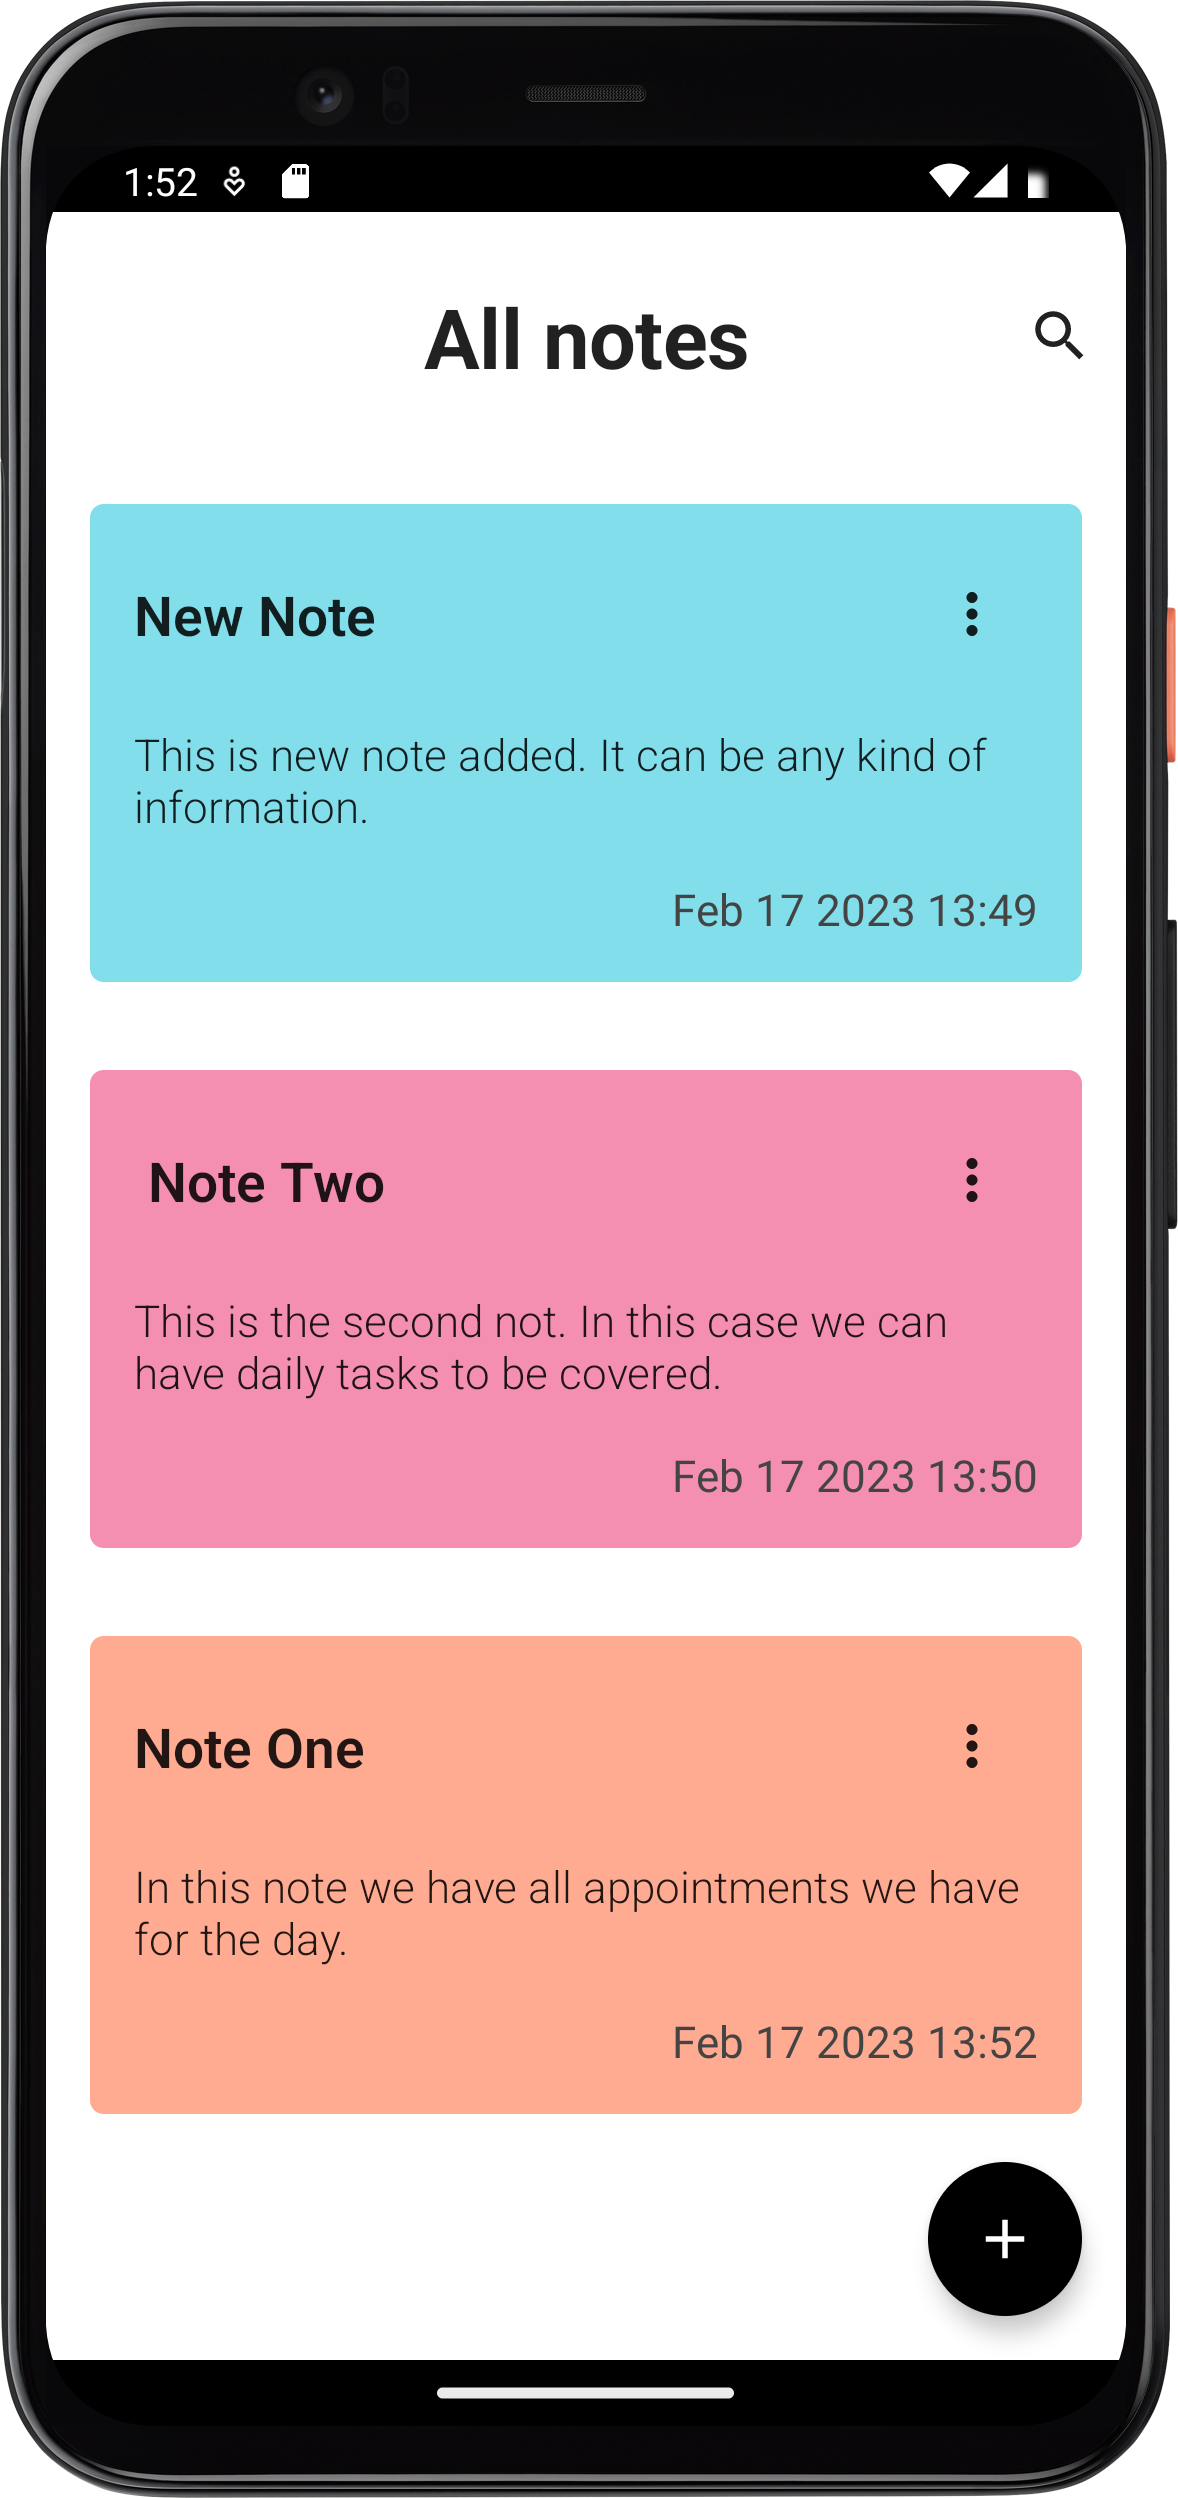 1:52
All notes
New Note
This is new note added. It can be any kind of
information.
Feb 17 2023 13:49
Note Two
This is the second not. In this case we can
have daily tasks to be covered.
Feb 17 2023 13:50
Note One
In this note we have all appointments we have
for the day.
Feb 17 2023 13:52